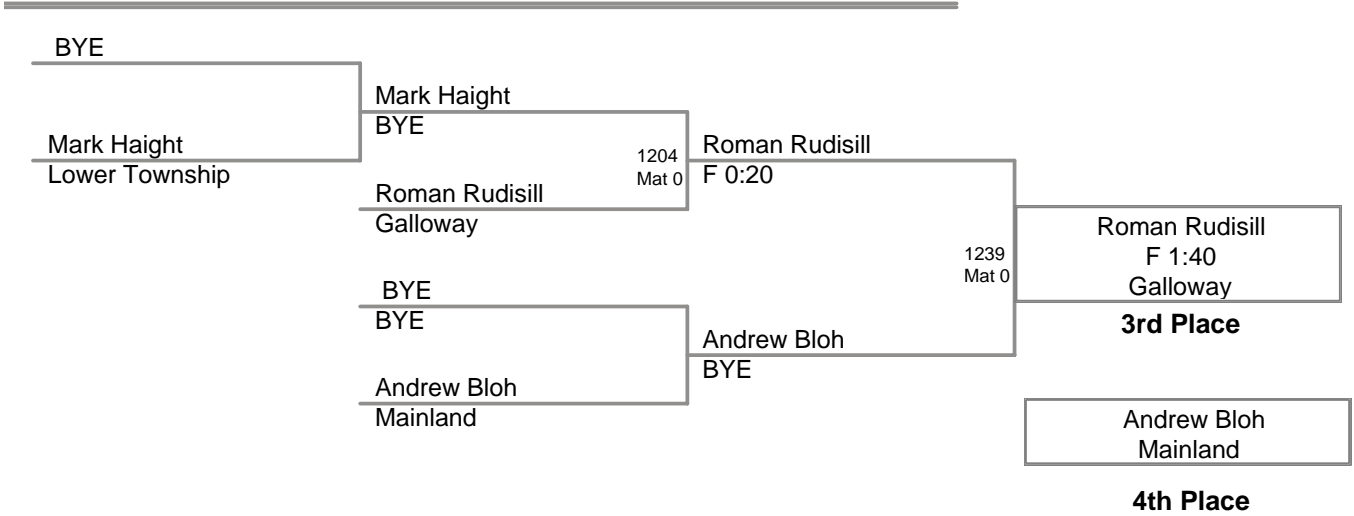 BYE
Mark Haight
Lower Township
Mark Haight
BYE
Roman Rudisill
Galloway
BYE
BYE
Andrew Bloh
Mainland
1204
Mat 0
Roman Rudisill
F 0:20
Andrew Bloh
BYE
1239
Mat 0
Roman Rudisill
F 1:40
Galloway
3rd Place
Andrew Bloh
Mainland
4th Place